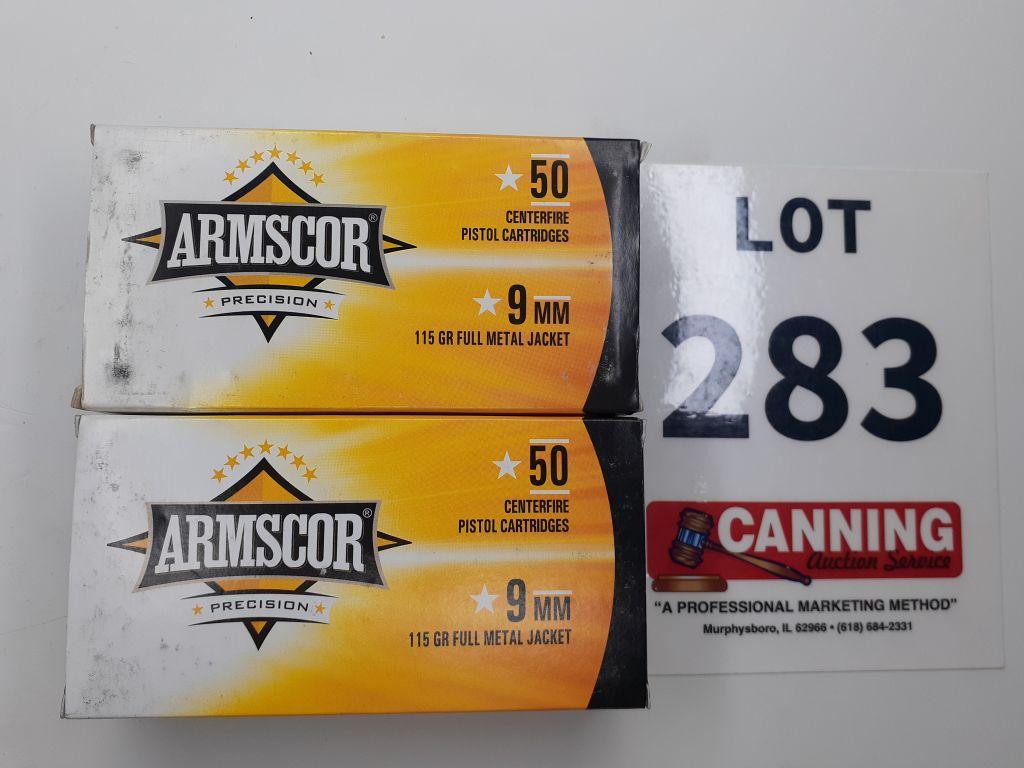 ARMSCOR®
PRECISION
50
CENTERFIRE
PISTOL CARTRIDGES
9 MM
115 GR FULL METAL JACKET
ARMSCOR®
PRECISION
50
CENTERFIRE
PISTOL CARTRIDGES
9 MM
115 GR FULL METAL JACKET
LOT
283
CANNING
Auction Service
"A PROFESSIONAL MARKETING METHOD"
Murphysboro, IL 62966 • (618) 684-2331